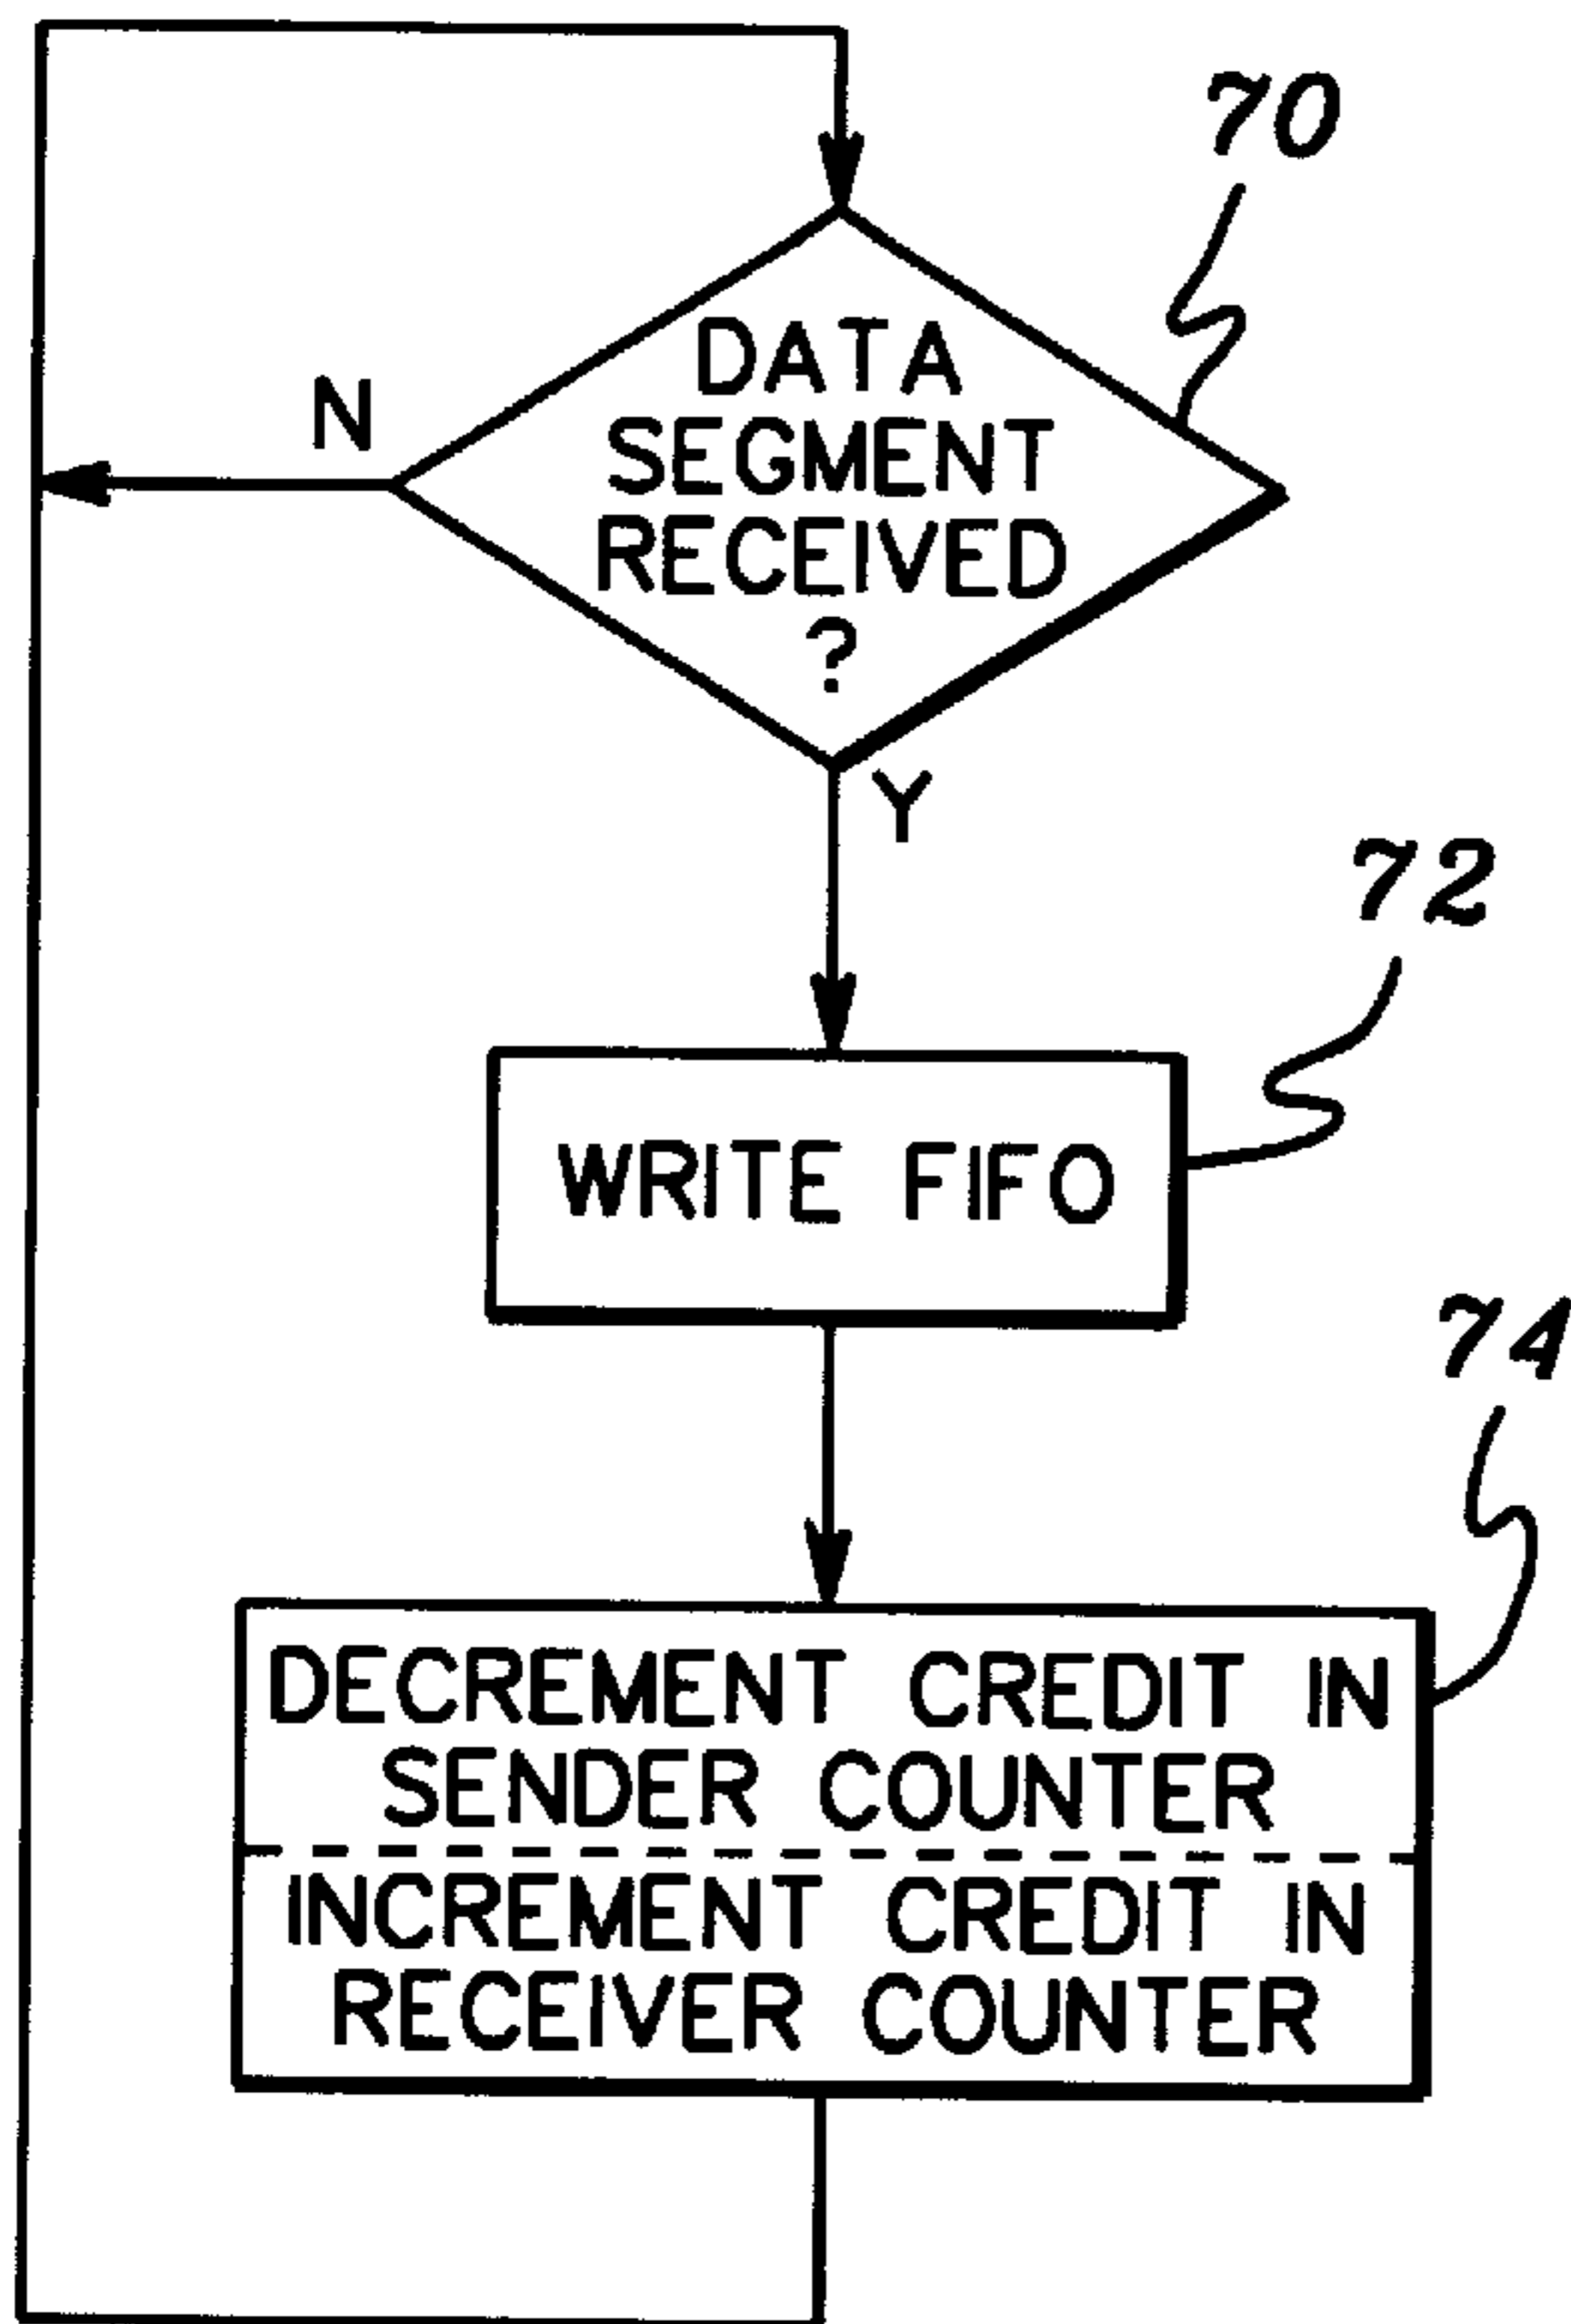 70
DATA
SEGMENT
RECEIVED
?
N
Y
72
WRITE FIFO
74
DECREMENT CREDIT IN
SENDER COUNTER
INCREMENT CREDIT IN
RECEIVER COUNTER